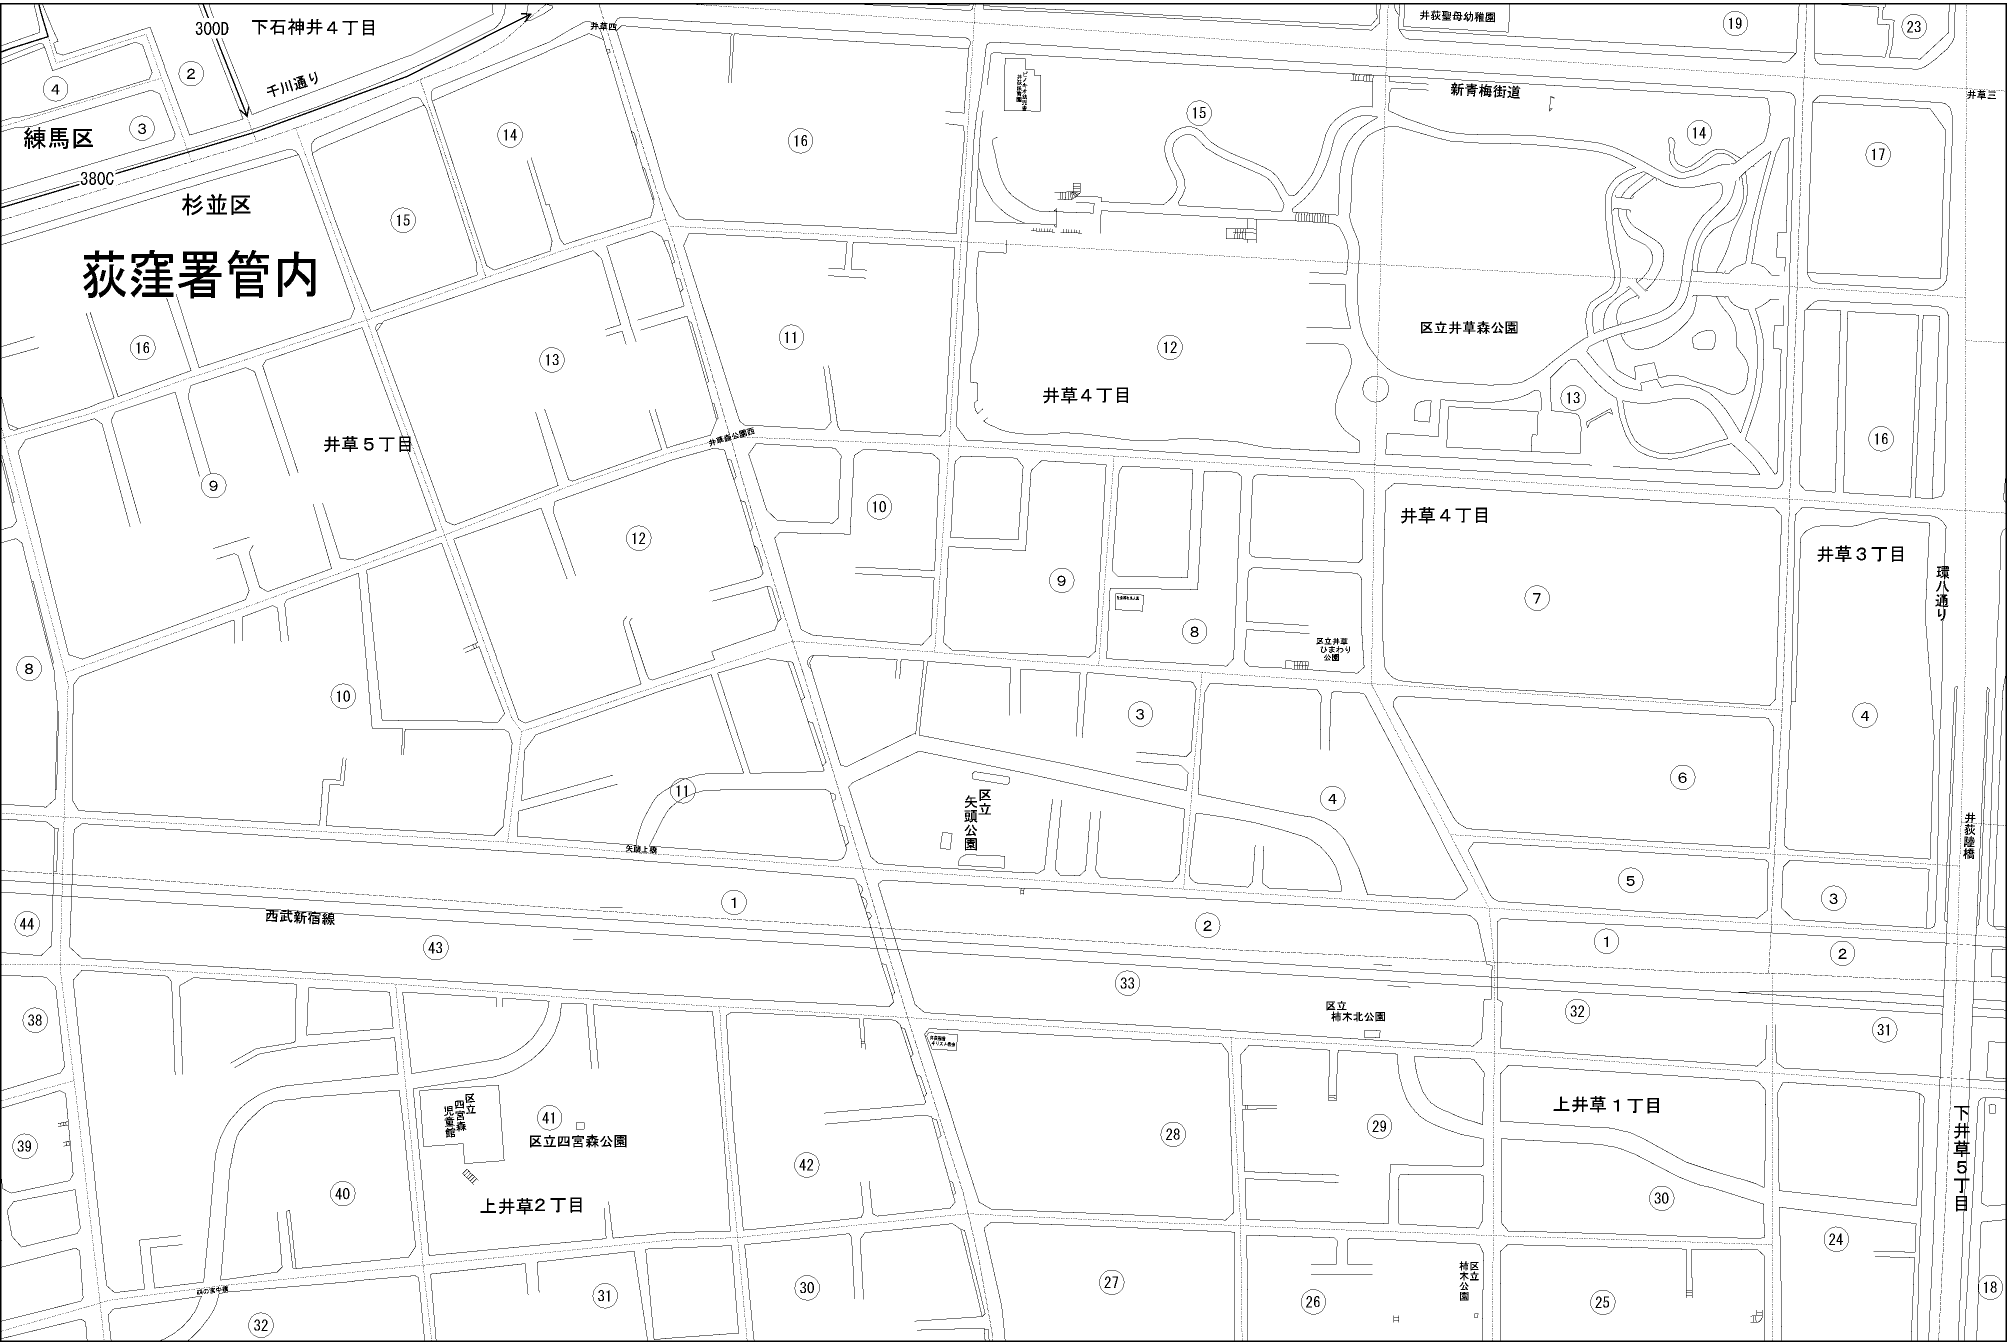 300D
下石神井４丁目
井草四
井荻聖母幼稚園
19
23
2
4
千川通り
新青梅街道
井草三
3
練馬区
14
16
15
14
17
380C
杉並区
15
荻窪署管内
区立井草森公園
16
13
11
12
井草４丁目
13
16
井草５丁目
井草森公園西
9
10
井草４丁目
12
井草３丁目
環八通り
9
7
8
区立井草
ひまわり
公園
8
10
3
4
6
11
区立
矢頭公園
4
井荻陸橋
矢頭上橋
5
3
1
44
西武新宿線
43
2
1
2
33
38
区立
柿木北公園
32
31
区立
四宮森
児童館
41
区立四宮森公園
上井草１丁目
下井草５丁目
39
28
29
42
40
上井草２丁目
30
24
27
区立
柿木公園
31
30
26
25
18
32